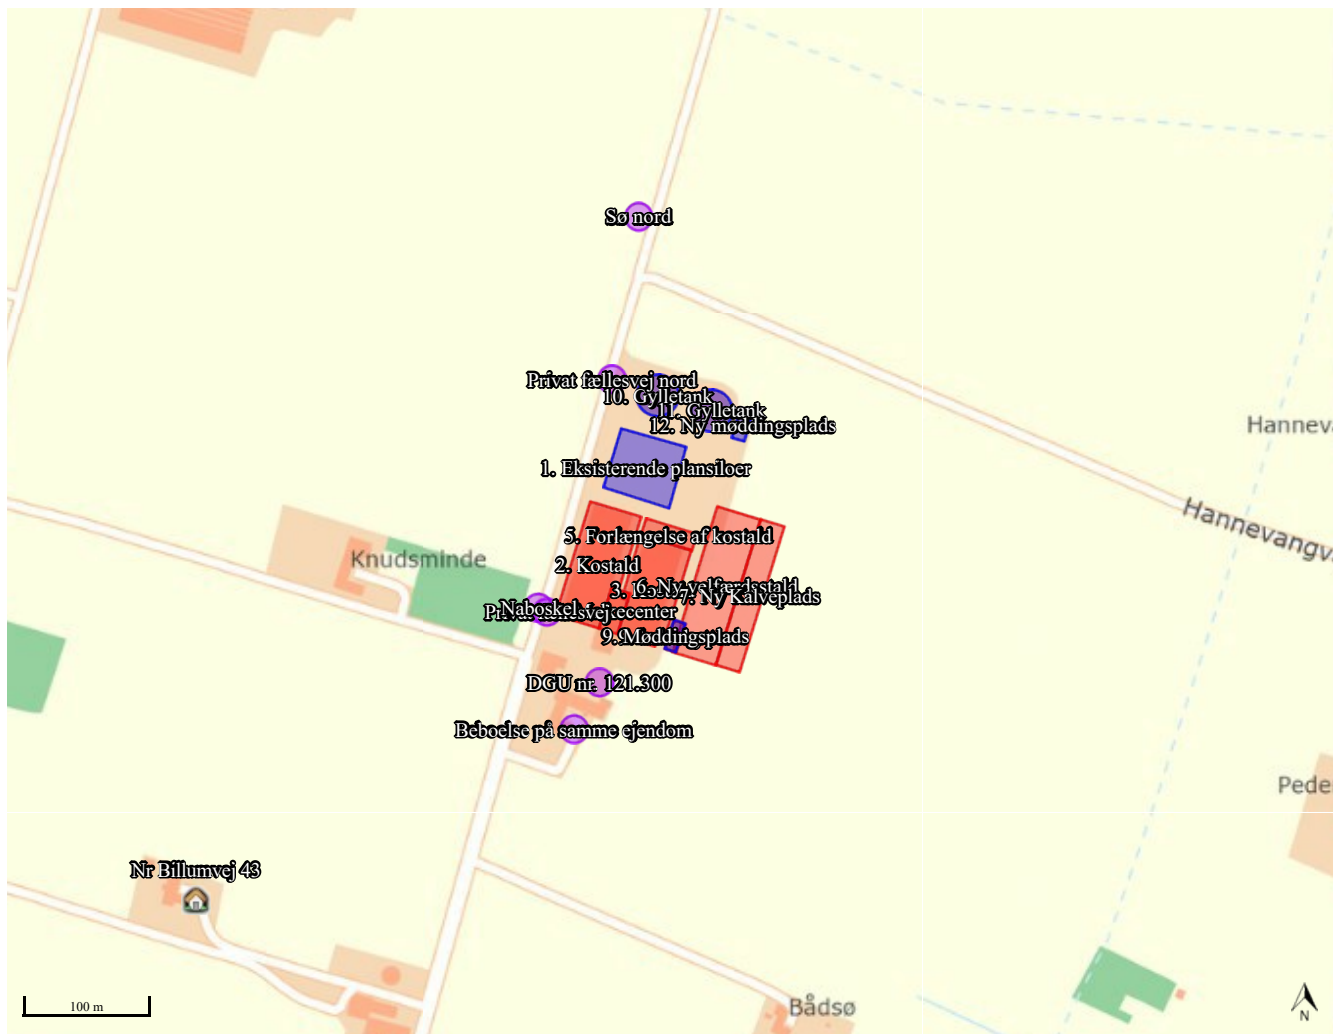 Sø nord
Privat fællesvej nord
10. Gylletank
11. Gylletank
12. Ny møddingsplads
Hannev
1. Eksisterende plansiloer
Hannevangv
5. Forlængelse af kostald
Knudsminde
2. Kostald
6. Ny velfærdsstald
3.
7. Ny Kalveplads
Naboskel
9. Møddingsplads
DGU nr. 121.300
Beboelse på samme ejendom
Pede
Nr Billumvej 43
100 m
Bådsø
N